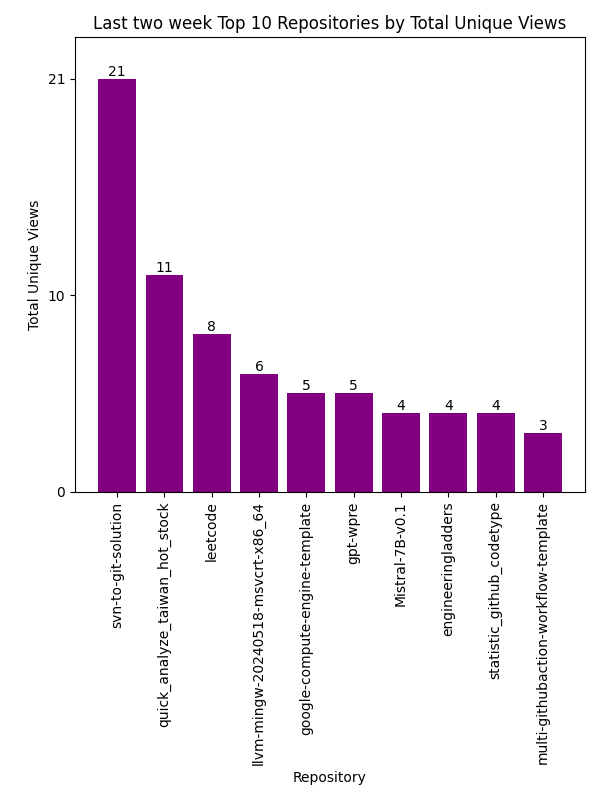 Last two week Top 10 Repositories by Total Unique Views
Total Unique Views
21
10
0
21
11
8
6
5
5
4
4
4
3
svn-to-git-solution
quick_analyze_taiwan_hot_stock
leetcode
llvm-mingw-20240518-msvcrt-x86_64
google-compute-engine-template
gpt-wpre
Mistral-7B-v0.1
engineeringladders
statistic_github_codetype
multi-githubaction-workflow-template
Repository